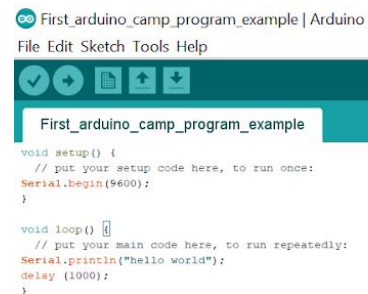 First_arduino_camp_program_example | Arduino
File Edit Sketch Tools Help
First_arduino_camp_program_example
void setup() {
// put your setup code here, to run once:
Serial.begin(9600);
}
void loop() {
// put your main code here, to run repeatedly:
Serial.println("hello world");
delay (1000);
}